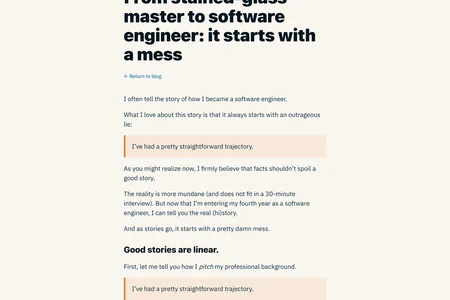 From stained-glass
master to software
engineer: it starts with
a mess
← Return to blog
I often tell the story of how I became a software engineer.
What I love about this story is that it always starts with an outrageous
lie:
I've had a pretty straightforward trajectory.
As you might realize now, I firmly believe that facts shouldn't spoil a
good story.
The reality is more mundane (and does not fit in a 30-minute
interview). But now that I'm entering my fourth year as a software
engineer, I can tell you the real (hi)story.
And as stories go, it starts with a pretty damn mess.
Good stories are linear.
First, let me tell you how I pitch my professional background.
I've had a pretty straightforward trajectory.